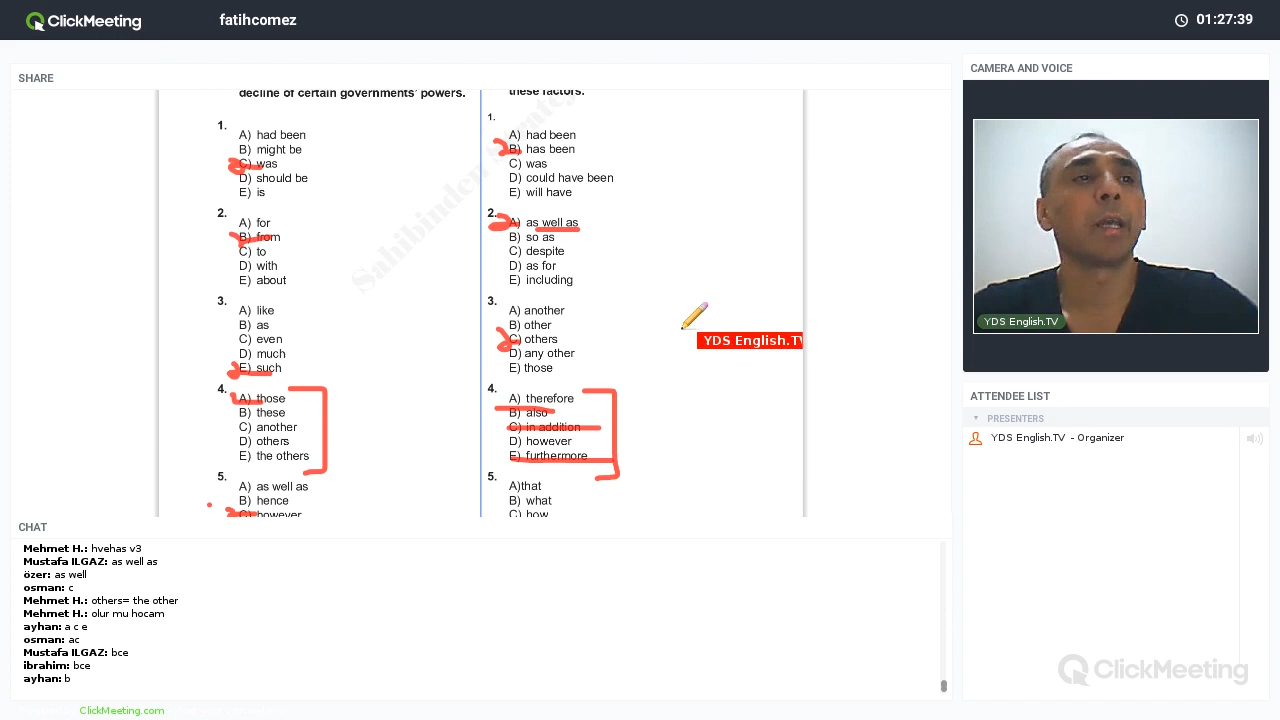 ClickMeeting
fatihcomez
01:27:39
SHARE
decline of certain governments' powers.
1.
A) had been
B) might be
C) was
D) should be
E) is
2.
A) for
B) from
C) to
D) with
E) about
3.
A) like
B) as
C) even
D) much
E) such
4.
A) those
B) these
C) another
D) others
E) the others
5.
A) as well as
B) hence
C) however
these factors.
1.
A) had been
B) has been
C) was
D) could have been
E) will have
2.
A) as well as
B) so as
C) despite
D) as for
E) including
3.
A) another
B) other
C) others
D) any other
E) those
4.
A) therefore
B) also
C) in addition
D) however
E) furthermore
5.
A)that
B) what
C) how
Sahibinden
YDS English.TV
CAMERA AND VOICE
YDS English.TV
ATTENDEE LIST
PRESENTERS
YDS English.TV - Organizer
ClickMeeting
CHAT
Mehmet H.: hvehas v3
Mustafa ILGAZ: as well as
özer: as well
osman: c
Mehmet H.: others= the other
Mehmet H.: olur mu hocam
ayhan: a c e
osman: ac
Mustafa ILGAZ: bce
ibrahim: bce
ayhan: b
ClickMeeting.com